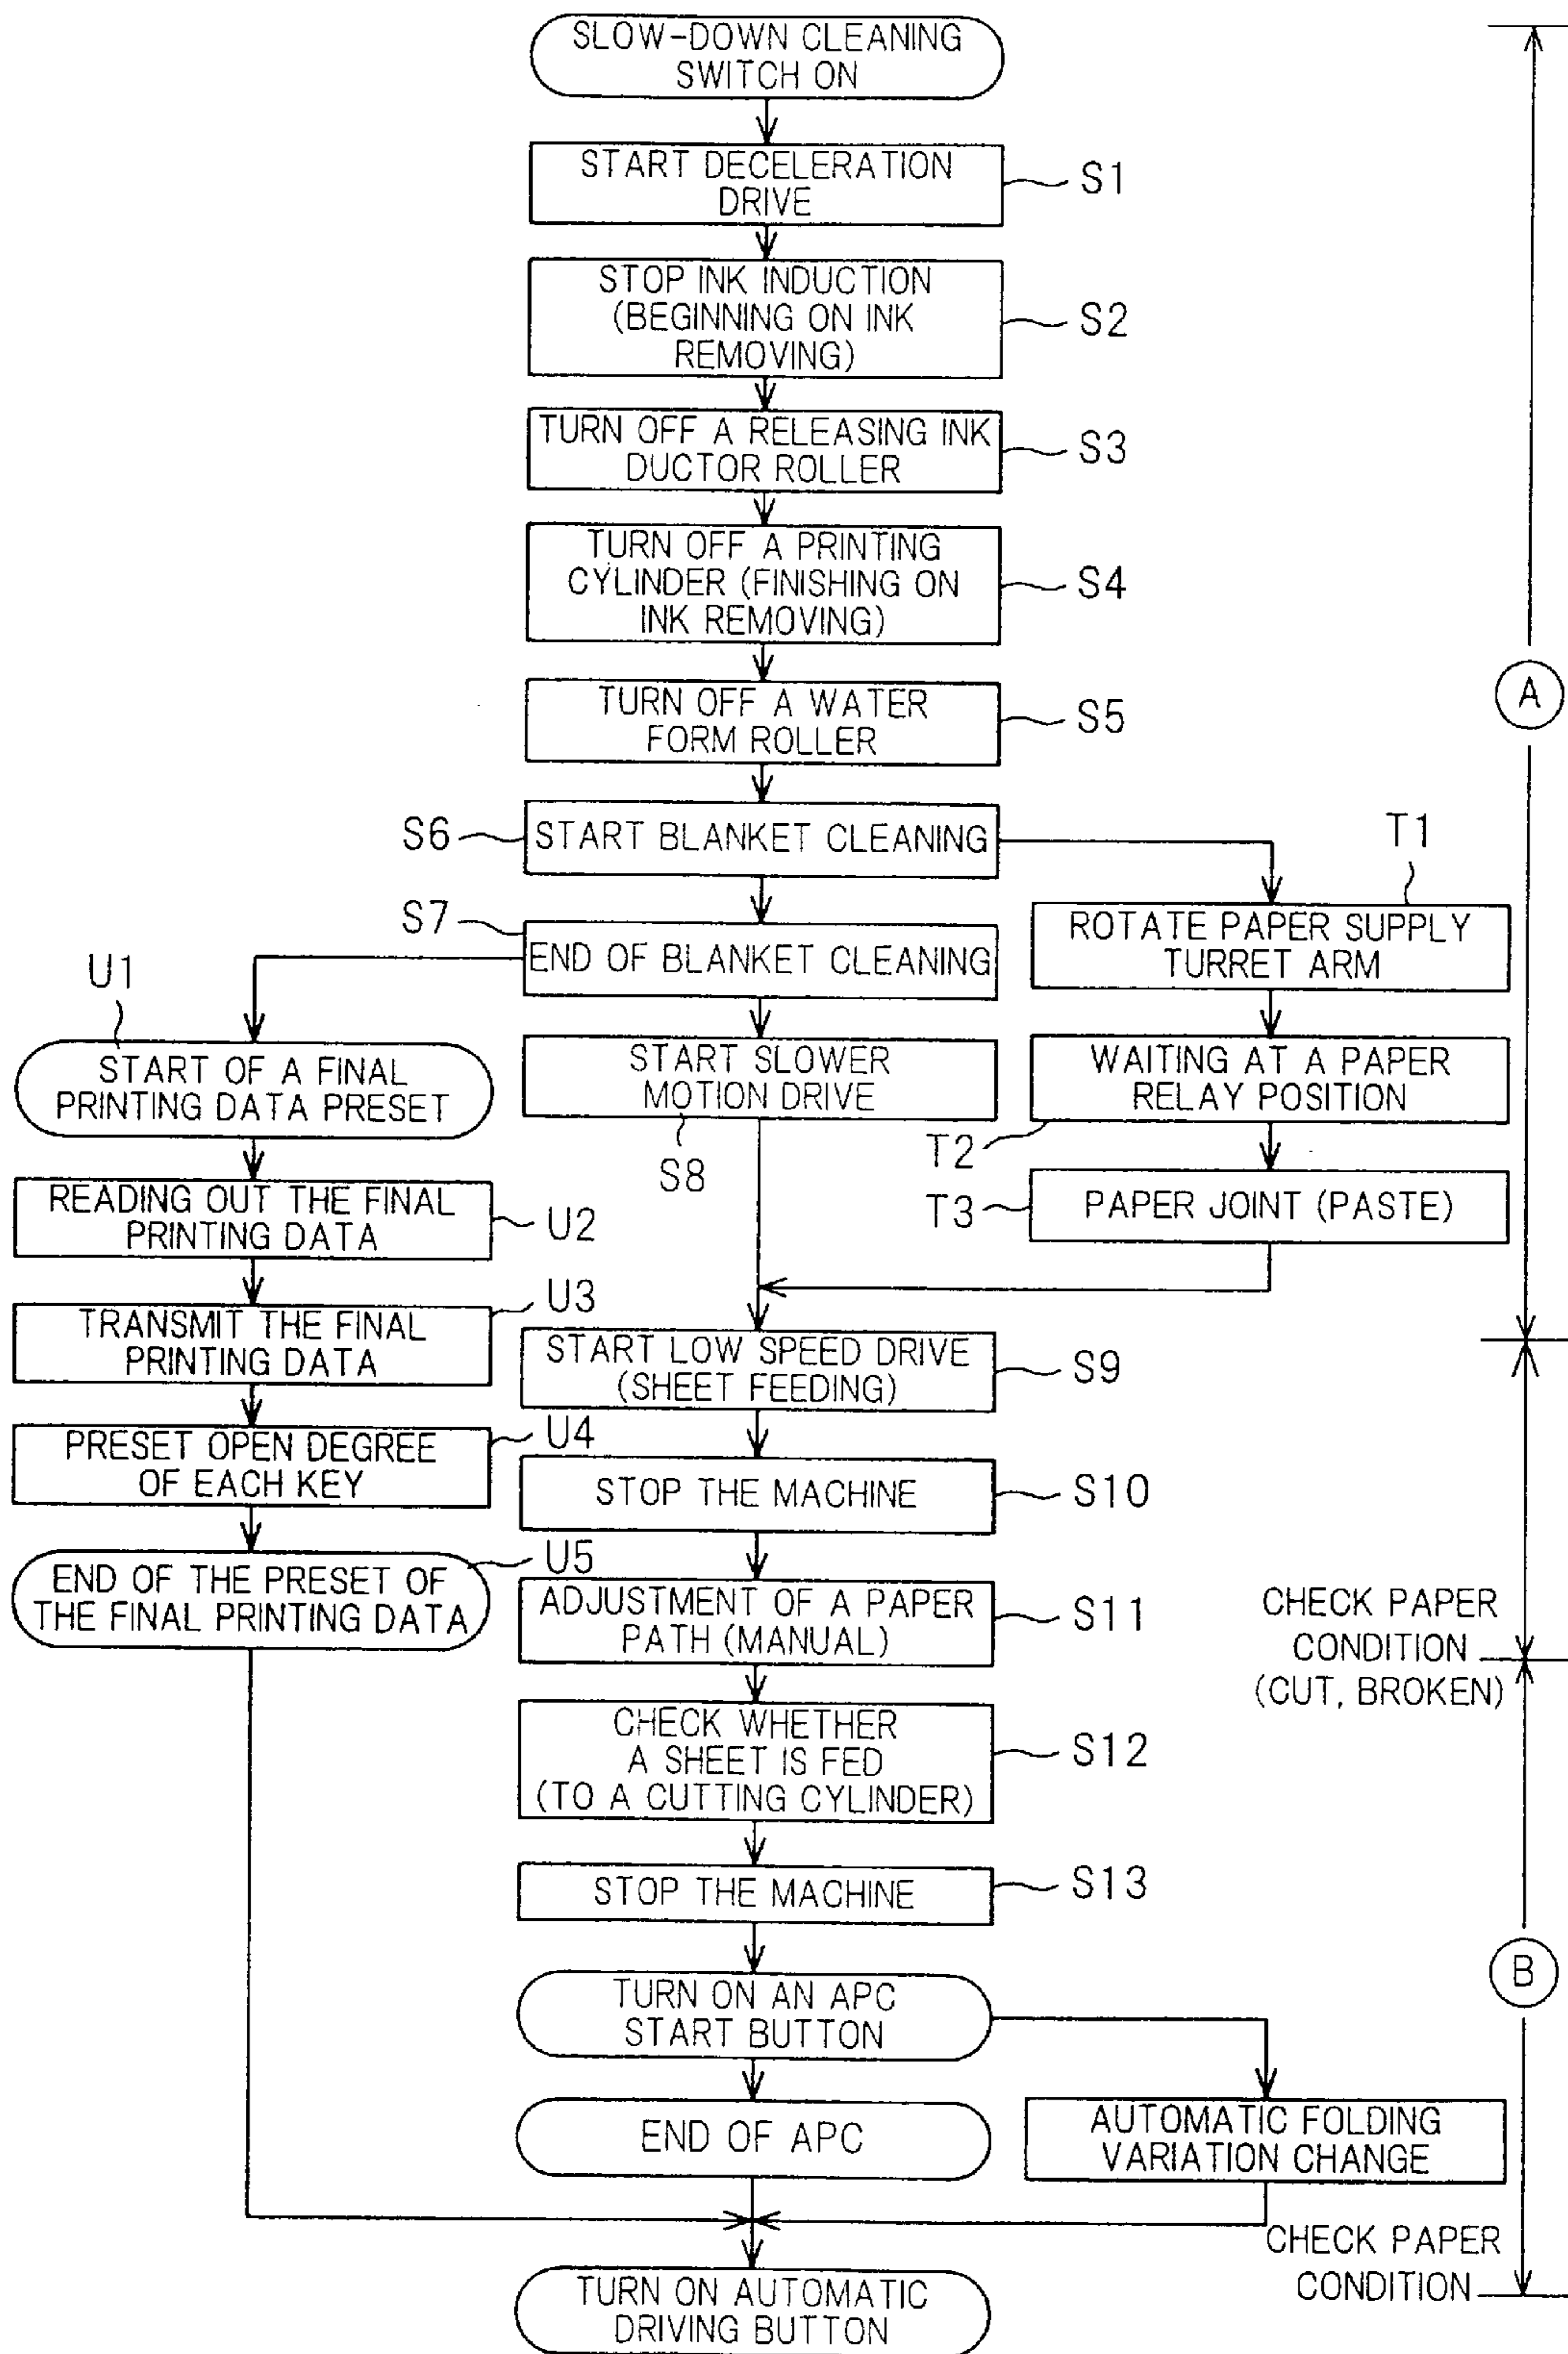 SLOW-DOWN CLEANING
SWITCH ON
START DECELERATION
DRIVE
S1
STOP INK INDUCTION
(BEGINNING ON INK
REMOVING)
S2
TURN OFF A RELEASING INK
DUCTOR ROLLER
S3
TURN OFF A PRINTING
CYLINDER (FINISHING ON
INK REMOVING)
S4
A
TURN OFF A WATER
FORM ROLLER
S5
S6
START BLANKET CLEANING
T1
ROTATE PAPER SUPPLY
TURRET ARM
S7
END OF BLANKET CLEANING
U1
START OF A FINAL
PRINTING DATA PRESET
START SLOWER
MOTION DRIVE
S8
WAITING AT A PAPER
RELAY POSITION
T2
T3
PAPER JOINT (PASTE)
READING OUT THE FINAL
PRINTING DATA
U2
U3
TRANSMIT THE FINAL
PRINTING DATA
START LOW SPEED DRIVE
(SHEET FEEDING)
S9
U4
PRESET OPEN DEGREE
OF EACH KEY
STOP THE MACHINE
S10
U5
END OF THE PRESET OF
THE FINAL PRINTING DATA
ADJUSTMENT OF A PAPER
PATH (MANUAL)
S11
CHECK PAPER
CONDITION
(CUT, BROKEN)
CHECK WHETHER
A SHEET IS FED
(TO A CUTTING CYLINDER)
S12
STOP THE MACHINE
S13
B
TURN ON AN APC
START BUTTON
END OF APC
AUTOMATIC FOLDING
VARIATION CHANGE
CHECK PAPER
CONDITION
TURN ON AUTOMATIC
DRIVING BUTTON